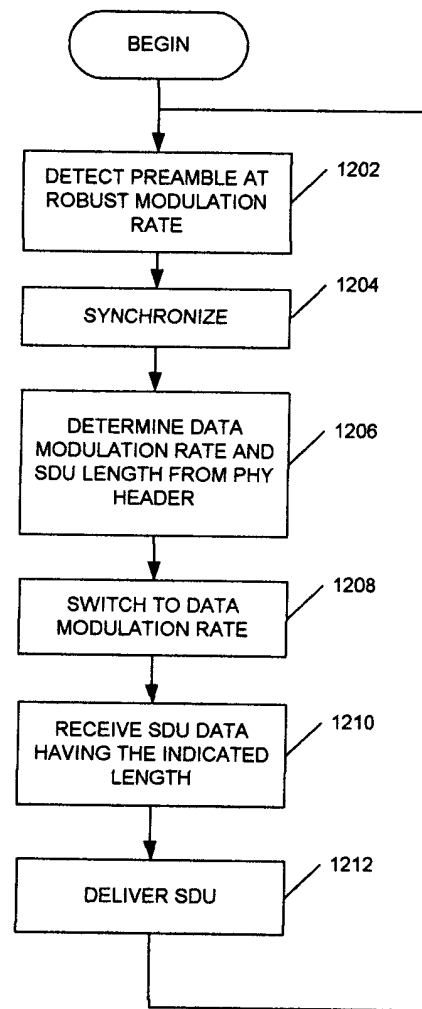 BEGIN
DETECT PREAMBLE AT
ROBUST MODULATION
RATE
1202
SYNCHRONIZE
1204
DETERMINE DATA
MODULATION RATE AND
SDU LENGTH FROM PHY
HEADER
1206
SWITCH TO DATA
MODULATION RATE
1208
RECEIVE SDU DATA
HAVING THE INDICATED
LENGTH
1210
DELIVER SDU
1212